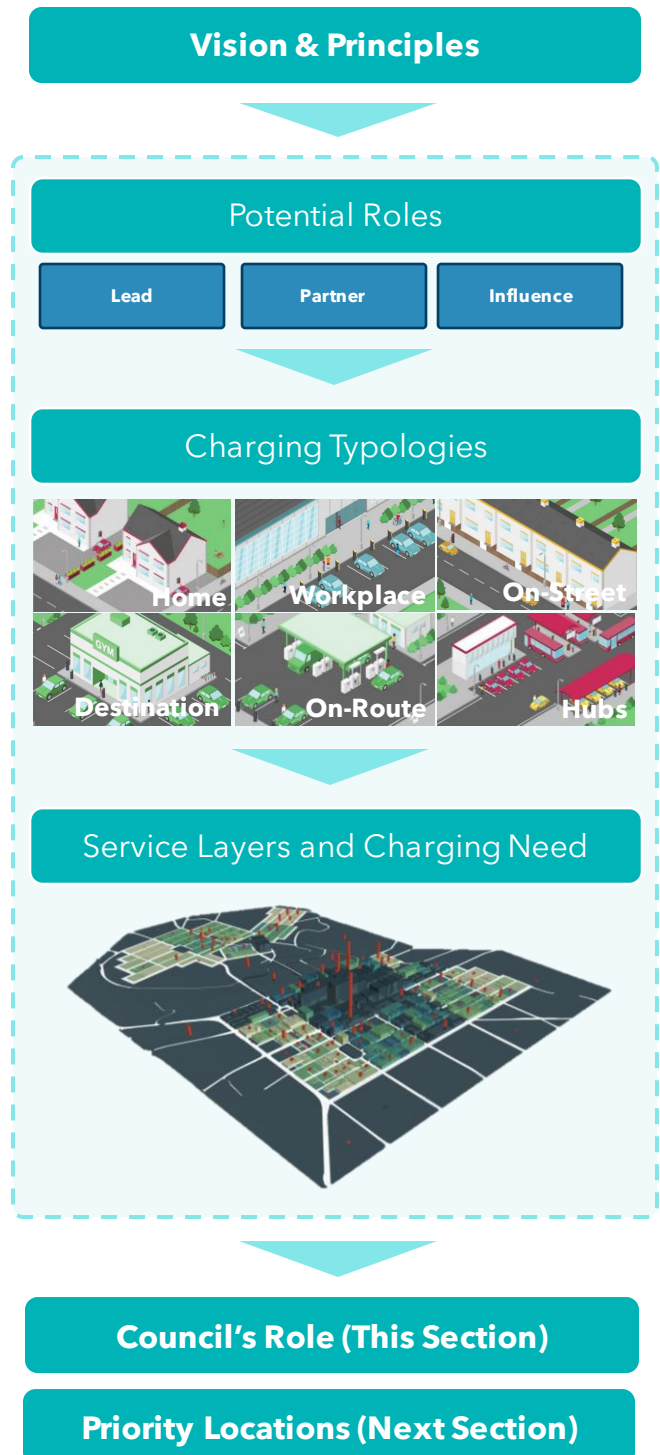 Vision & Principles
Potential Roles
Lead
Partner
Influence
Charging Typologies
Home
Workplace
On-Street
GYM
Destination
On-Route
Hubs
Service Layers and Charging Need
Council's Role (This Section)
Priority Locations (Next Section)